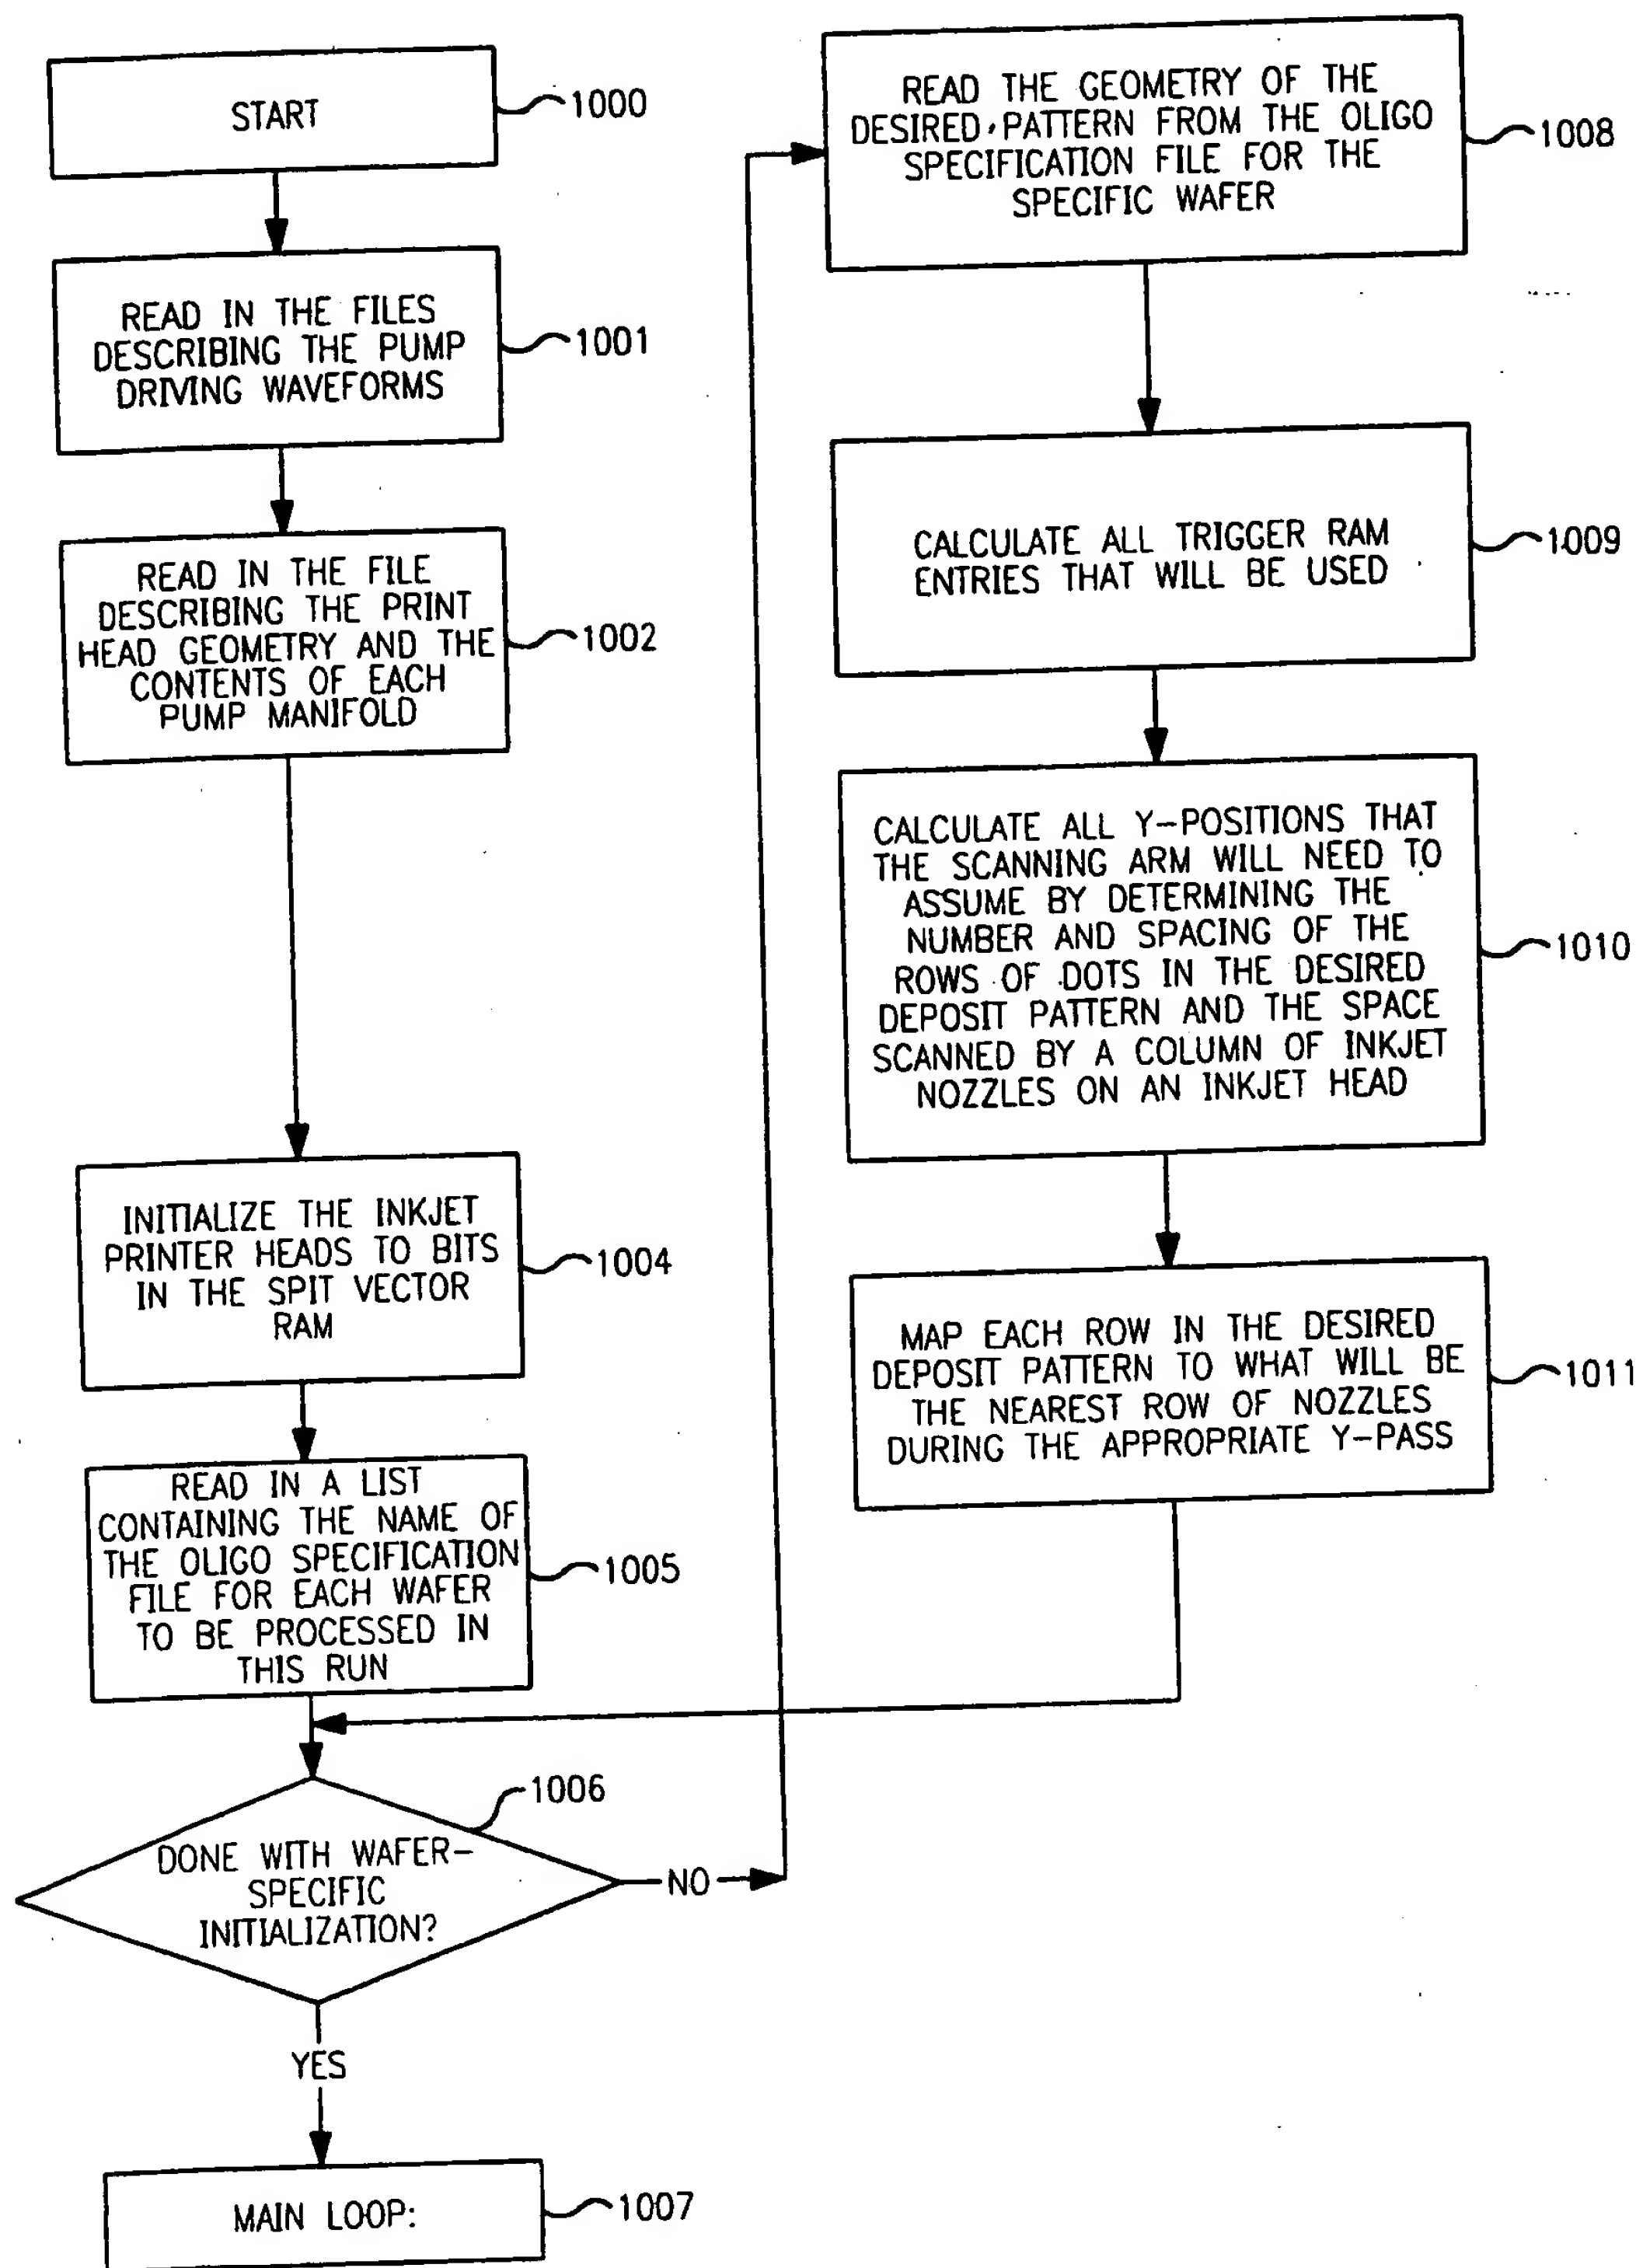 START
1000
READ IN THE FILES
DESCRIBING THE PUMP
DRIVING WAVEFORMS
1001
READ IN THE FILE
DESCRIBING THE PRINT
HEAD GEOMETRY AND THE
CONTENTS OF EACH
PUMP MANIFOLD
1002
INITIALIZE THE INKJET
PRINTER HEADS TO BITS
IN THE SPIT VECTOR
RAM
1004
READ IN A LIST
CONTAINING THE NAME OF
THE OLIGO SPECIFICATION
FILE FOR EACH WAFER
TO BE PROCESSED IN
THIS RUN
1005
1006
DONE WITH WAFER-
SPECIFIC
INITIALIZATION?
NO
YES
MAIN LOOP:
1007
READ THE GEOMETRY OF THE
DESIRED PATTERN FROM THE OLIGO
SPECIFICATION FILE FOR THE
SPECIFIC WAFER
1008
CALCULATE ALL TRIGGER RAM
ENTRIES THAT WILL BE USED
1009
CALCULATE ALL Y-POSITIONS THAT
THE SCANNING ARM WILL NEED TO
ASSUME BY DETERMINING THE
NUMBER AND SPACING OF THE
ROWS OF DOTS IN THE DESIRED
DEPOSIT PATTERN AND THE SPACE
SCANNED BY A COLUMN OF INKJET
NOZZLES ON AN INKJET HEAD
1010
MAP EACH ROW IN THE DESIRED
DEPOSIT PATTERN TO WHAT WILL BE
THE NEAREST ROW OF NOZZLES
DURING THE APPROPRIATE Y-PASS
1011